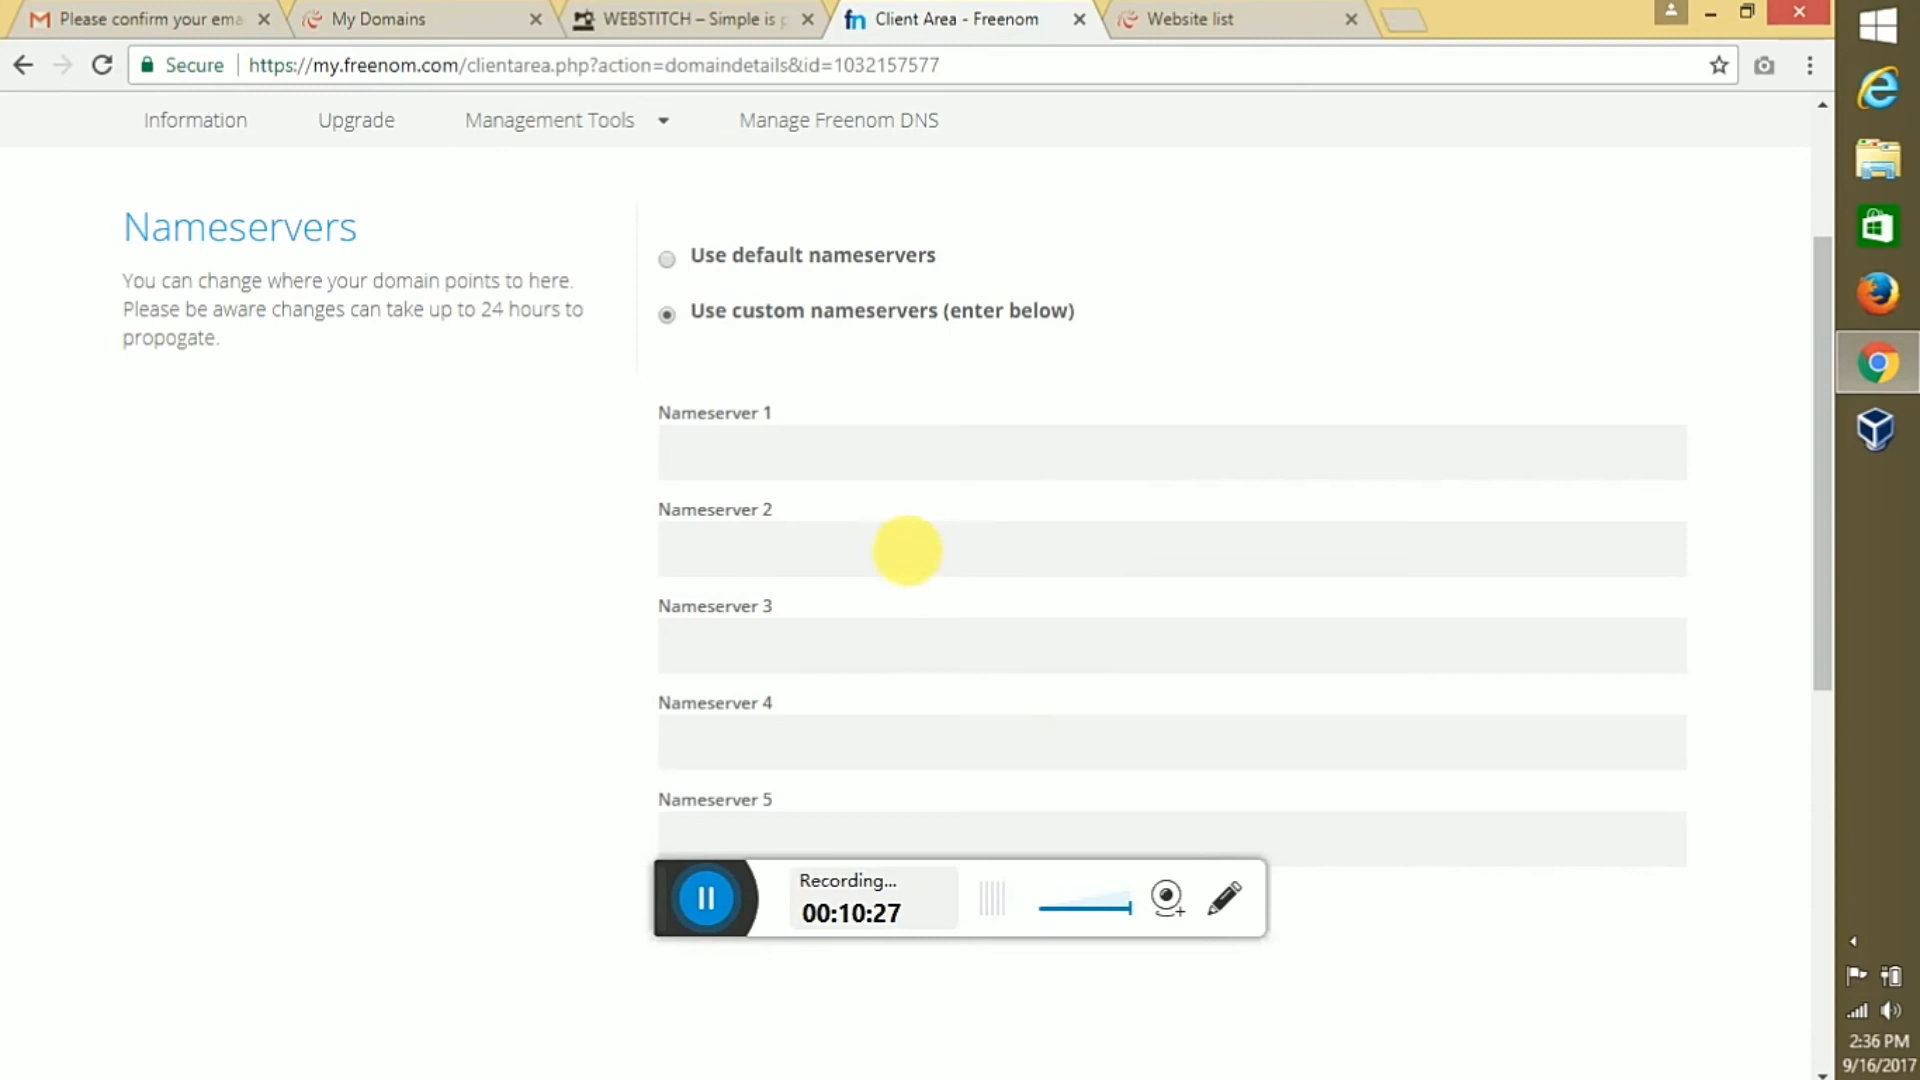 Please confirm your ema
My Domains
WEBSTITCH – Simple is p
fn Client Area - Freenom
Website list
Secure
https://my.freenom.com/clientarea.php?action=domaindetails&id=1032157577
Information
Upgrade
Management Tools
Manage Freenom DNS
Nameservers
You can change where your domain points to here.
Please be aware changes can take up to 24 hours to
propogate.
Use default nameservers
Use custom nameservers (enter below)
Nameserver 1
Nameserver 2
Nameserver 3
Nameserver 4
Nameserver 5
Recording...
00:10:27
2:36 PM
9/16/2017